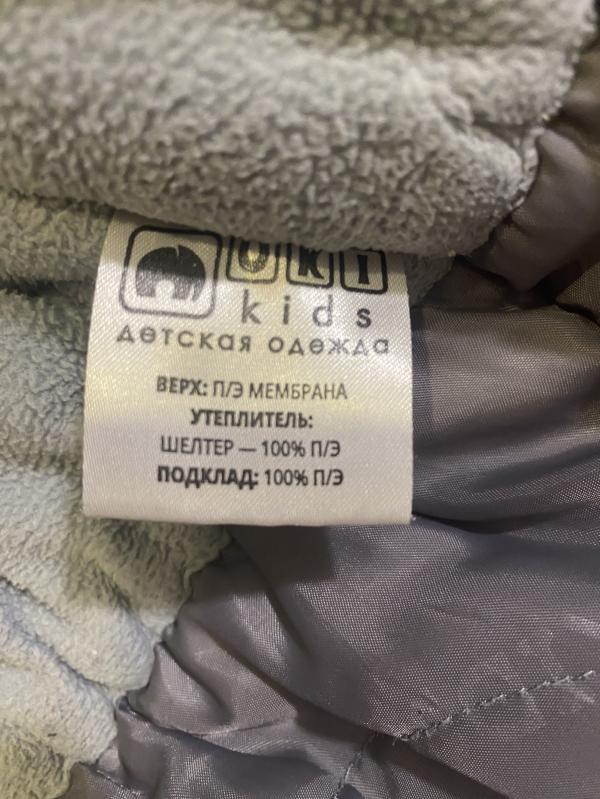 OKI
kids
детская одежда
ВЕРХ: П/Э МЕМБРАНА
УТЕПЛИТЕЛЬ:
ШЕЛТЕР — 100% П/Э
ПОДКЛАД: 100% П/Э